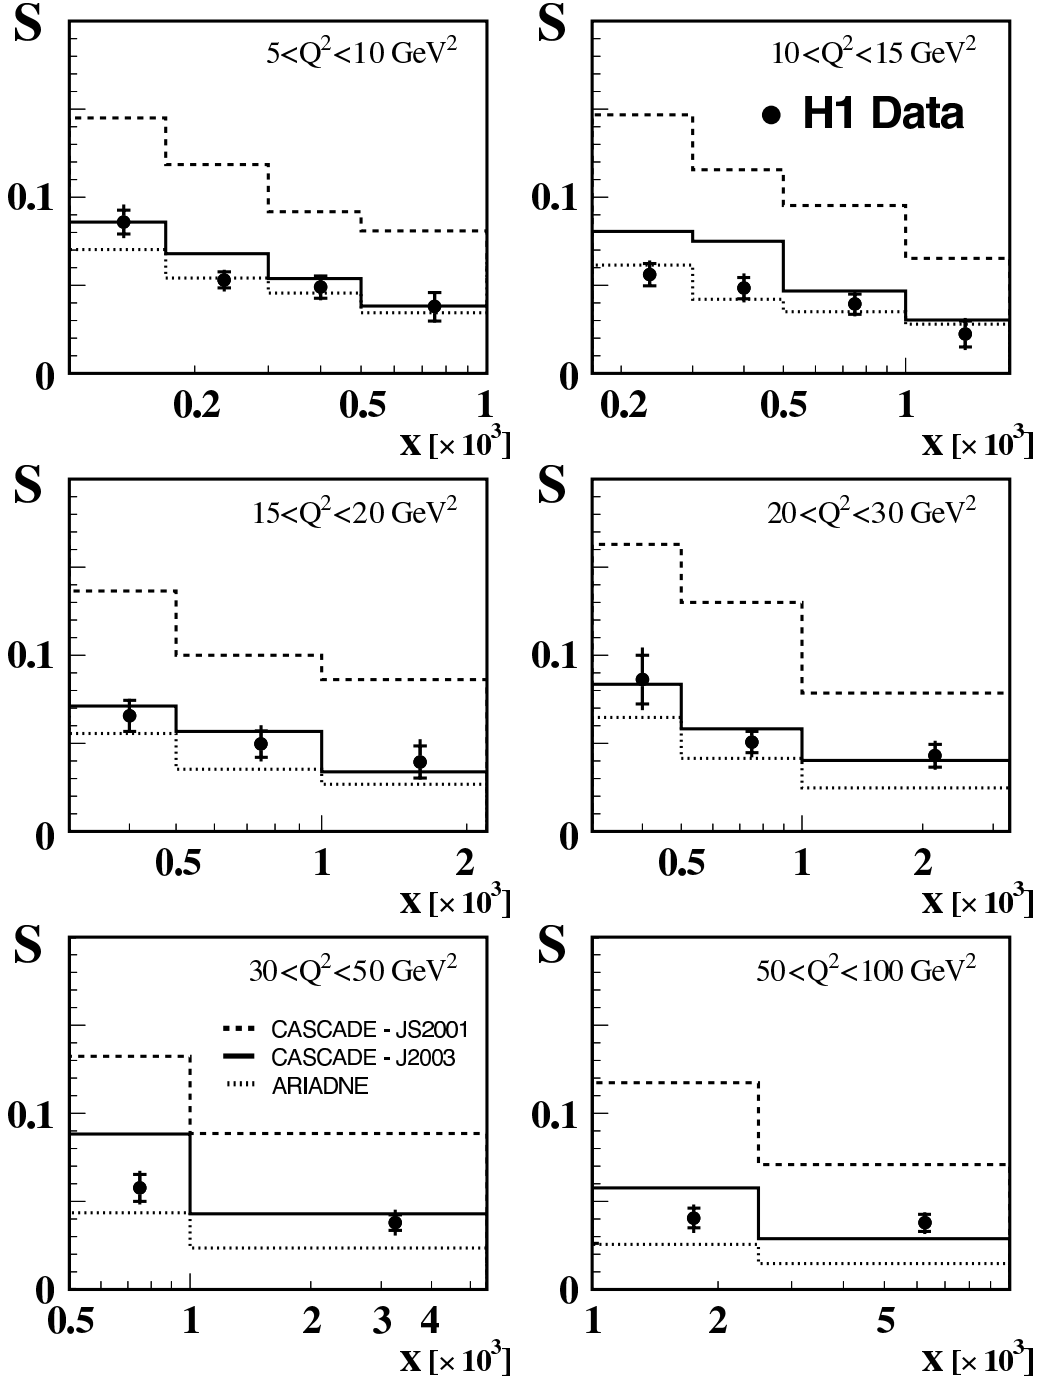 S
5<Q²<10 GeV²
0.1
0
0.2 0.5 1
x [× 10³]
S
10<Q²<15 GeV²
H1 Data
0.1
0
0.2 0.5 1
x [× 10³]
S
15<Q²<20 GeV²
0.1
0
0.5 1 2
x [× 10³]
S
20<Q²<30 GeV²
0.1
0
0.5 1 2
x [× 10³]
S
30<Q²<50 GeV²
CASCADE - JS2001
CASCADE - J2003
ARIADNE
0.1
0
0.5 1 2 3 4
x [× 10³]
S
50<Q²<100 GeV²
0.1
0
1 2 5
x [× 10³]